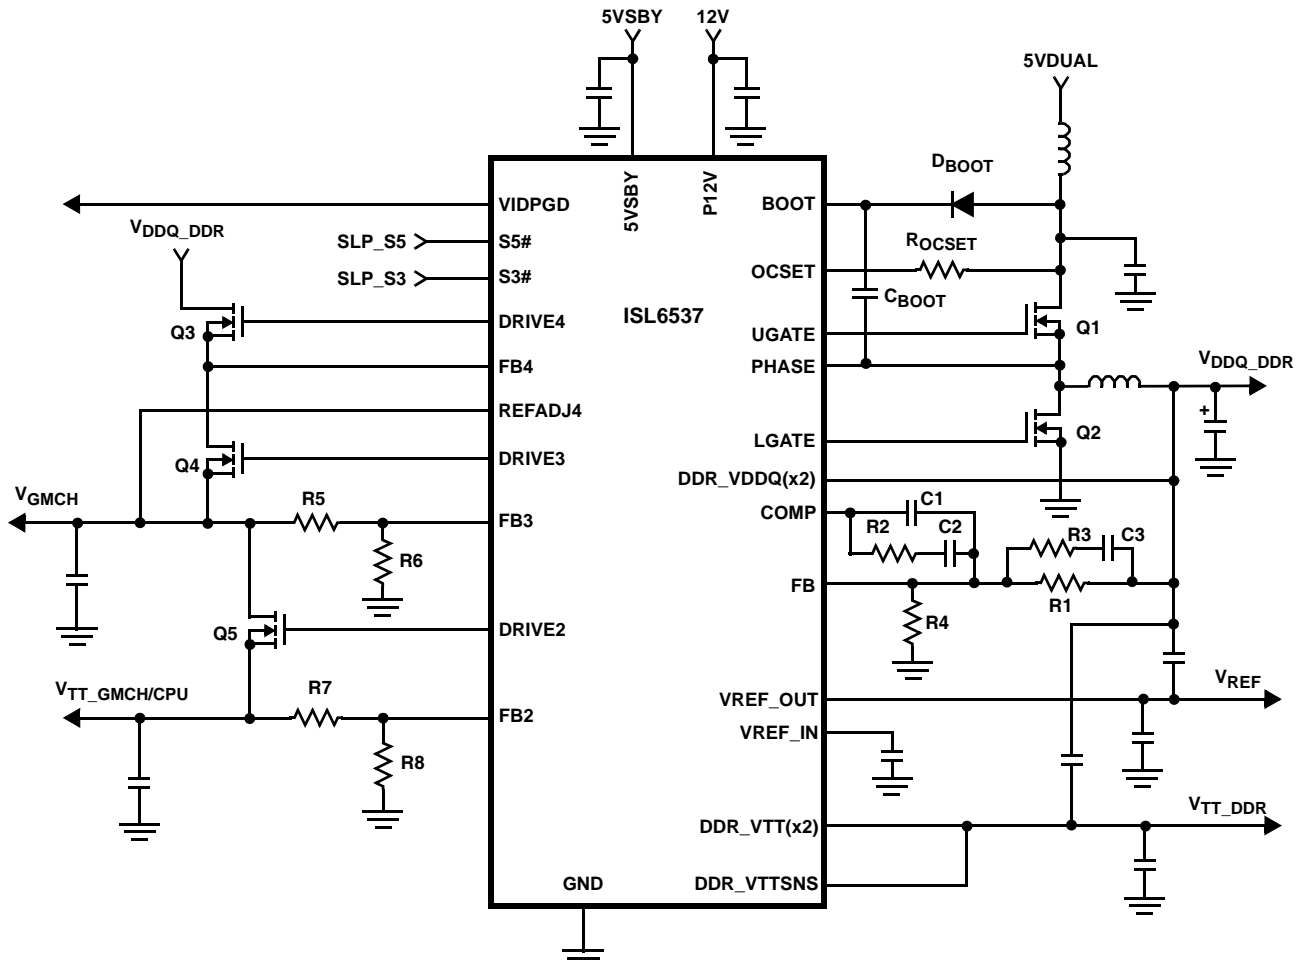 5VSBY
12V
5VDUAL
5VSBY
P12V
DBOOT
VIDPGD
BOOT
VDDQ_DDR
SLP_S5
S5#
ROCSET
SLP_S3
S3#
OCSET
CBOOT
ISL6537
Q3
DRIVE4
UGATE
Q1
FB4
PHASE
VDDQ_DDR
REFADJ4
+
Q4
DRIVE3
LGATE
Q2
DDR_VDDQ(x2)
VGMCH
R5
FB3
COMP
C1
R2
C2
R3
C3
R6
FB
R1
R4
Q5
DRIVE2
VTT_GMCH/CPU
R7
FB2
VREF_OUT
VREF
VREF_IN
R8
DDR_VTT(x2)
VTT_DDR
GND
DDR_VTTSNS